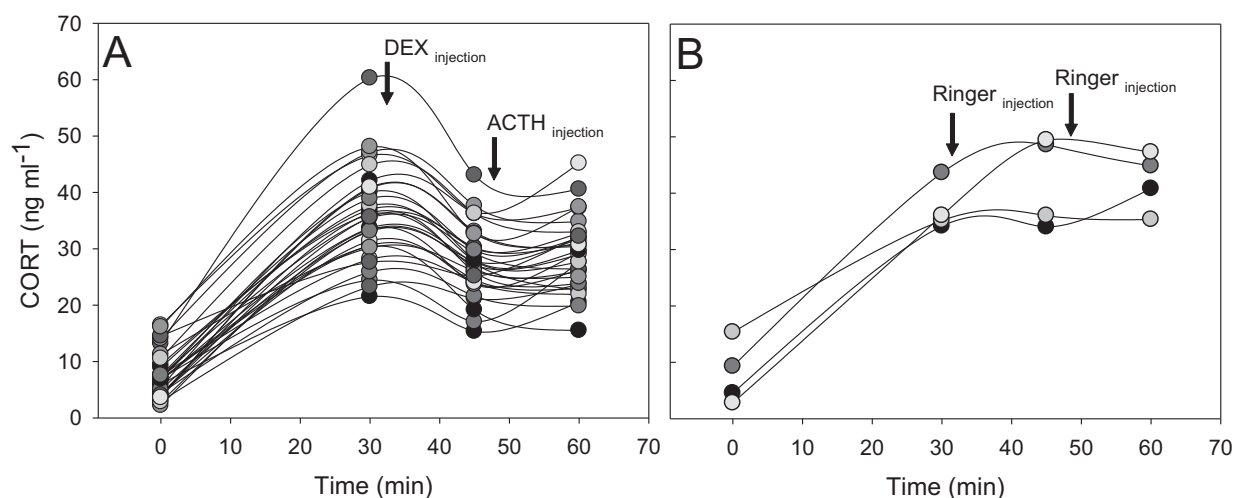 A
B
CORT (ng ml-1)
70
60
50
40
30
20
10
0
DEX injection
ACTH injection
Ringer injection
Ringer injection
0 10 20 30 40 50 60 70
0 10 20 30 40 50 60 70
Time (min)
Time (min)